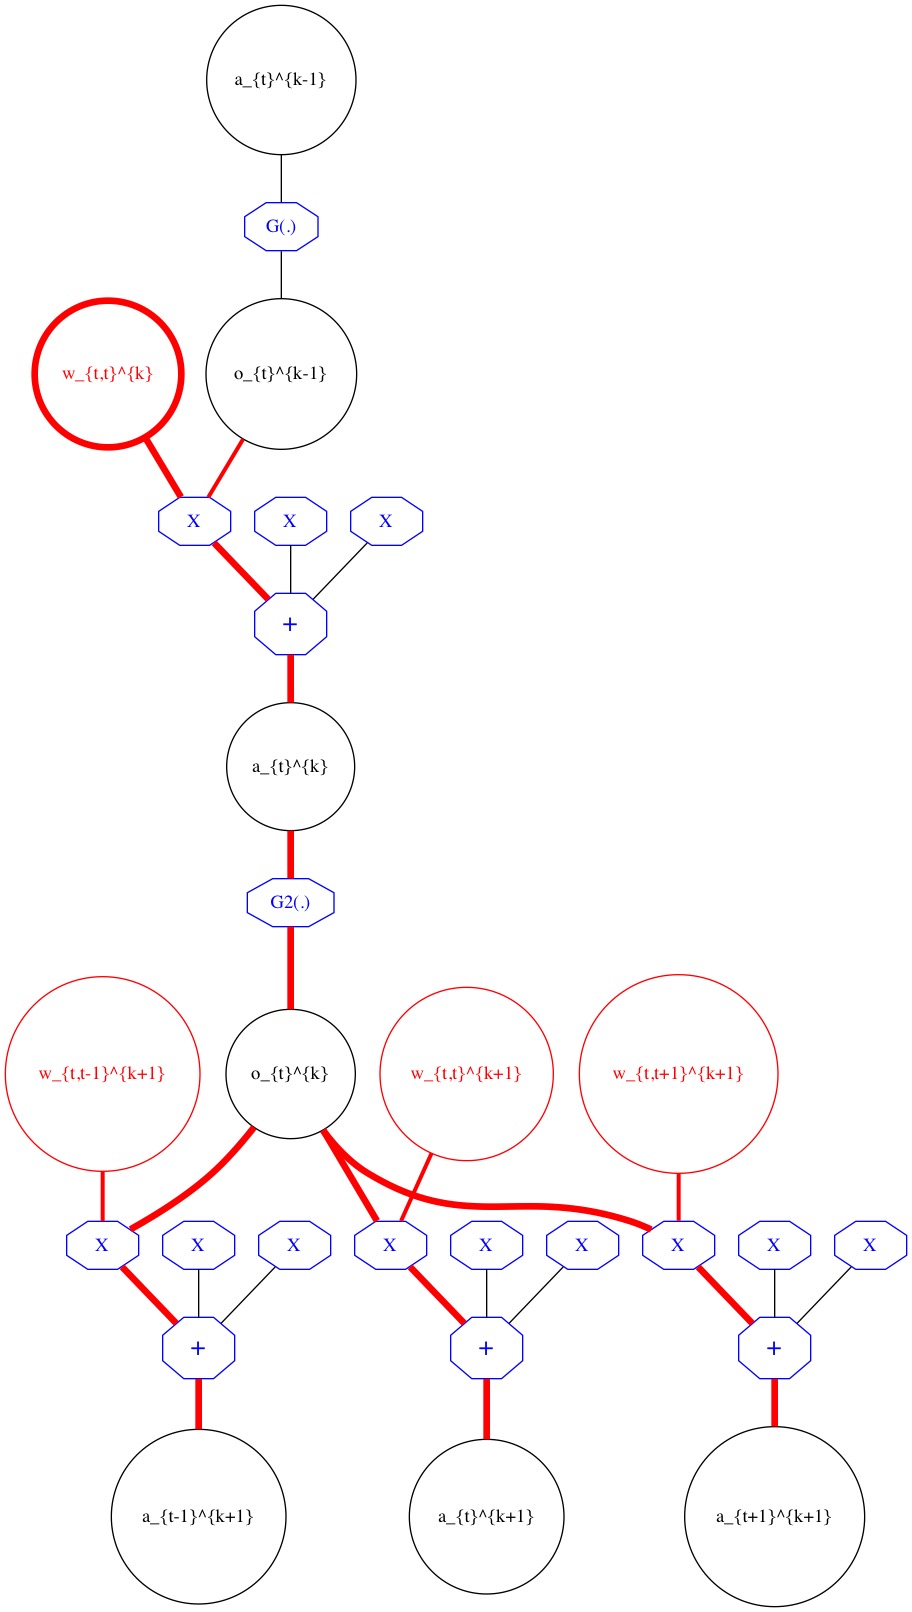 a_{t}^{k-1}
G(.)
w_{t,t}^{k}
o_{t}^{k-1}
X
X
X
+
a_{t}^{k}
G2(.)
w_{t,t-1}^{k+1}
o_{t}^{k}
w_{t,t}^{k+1}
w_{t,t+1}^{k+1}
X
X
X
X
X
X
X
X
X
+
+
+
a_{t-1}^{k+1}
a_{t}^{k+1}
a_{t+1}^{k+1}